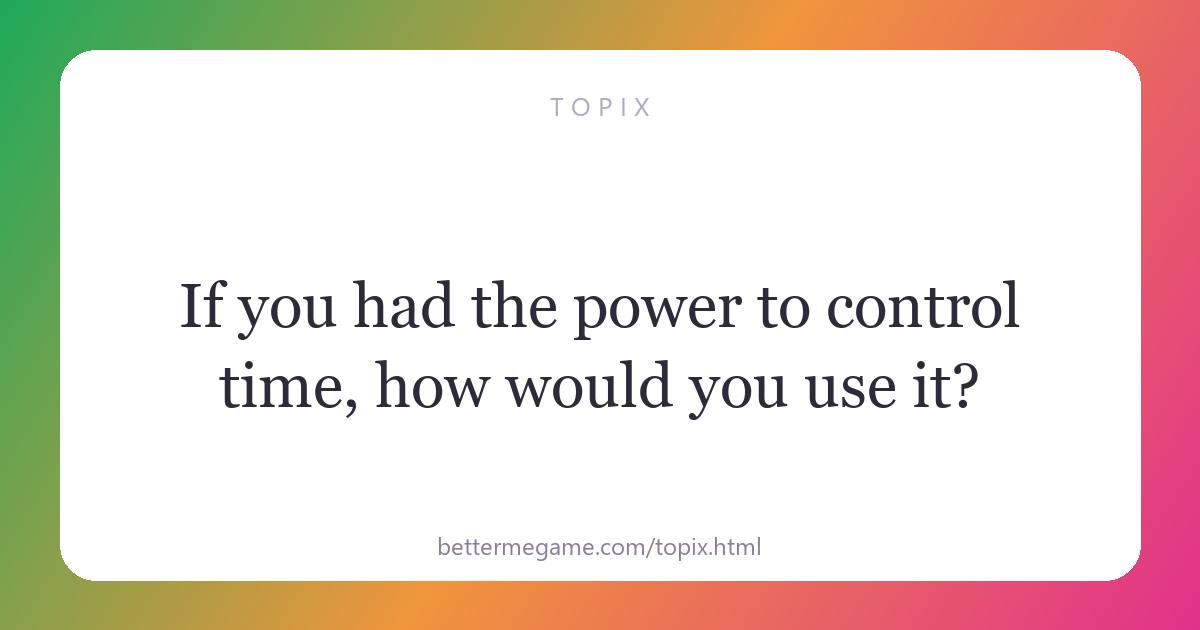 TOPIX
If you had the power to control
time, how would you use it?
bettermegame.com/topix.html